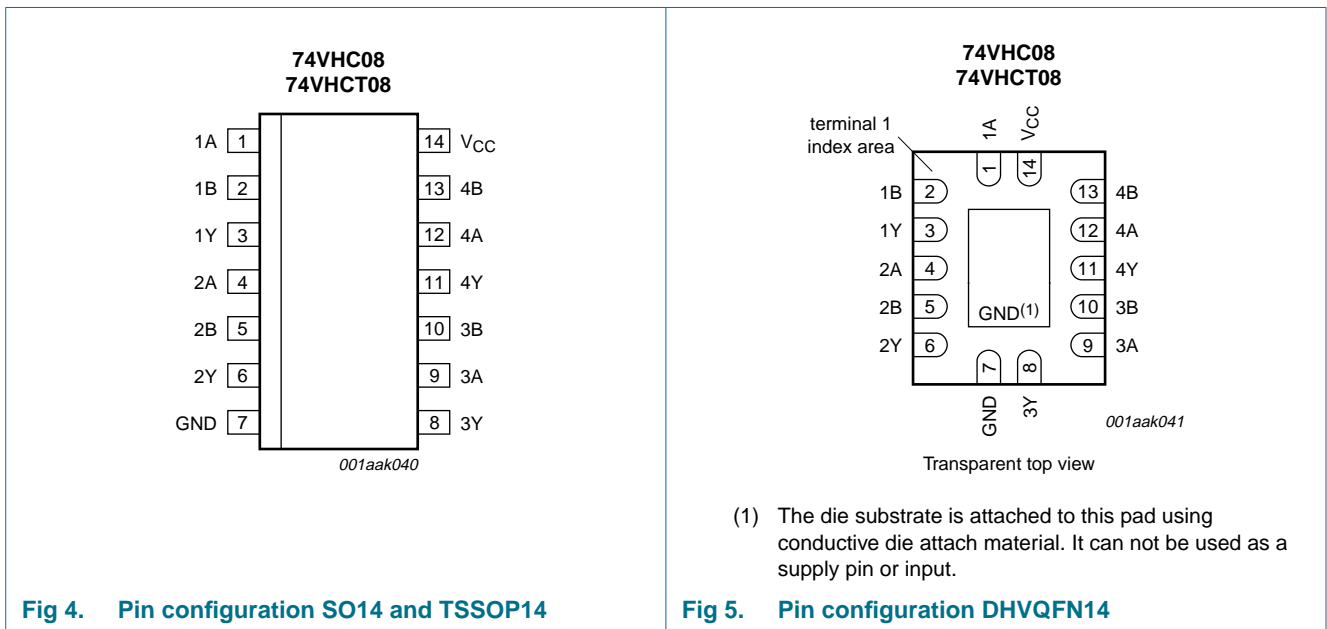 74VHC08
74VHCT08
1A 1 14 VCC
1B 2 13 4B
1Y 3 12 4A
2A 4 11 4Y
2B 5 10 3B
2Y 6 9 3A
GND 7 8 3Y
001aak040
Fig 4. Pin configuration SO14 and TSSOP14
74VHC08
74VHCT08
terminal 1
index area
1A VCC
1 14
1B 2 13 4B
1Y 3 12 4A
2A 4 11 4Y
2B 5 10 3B
GND(1)
2Y 6 9 3A
7 8
GND 3Y
001aak041
Transparent top view
(1) The die substrate is attached to this pad using
conductive die attach material. It can not be used as a
supply pin or input.
Fig 5. Pin configuration DHVQFN14